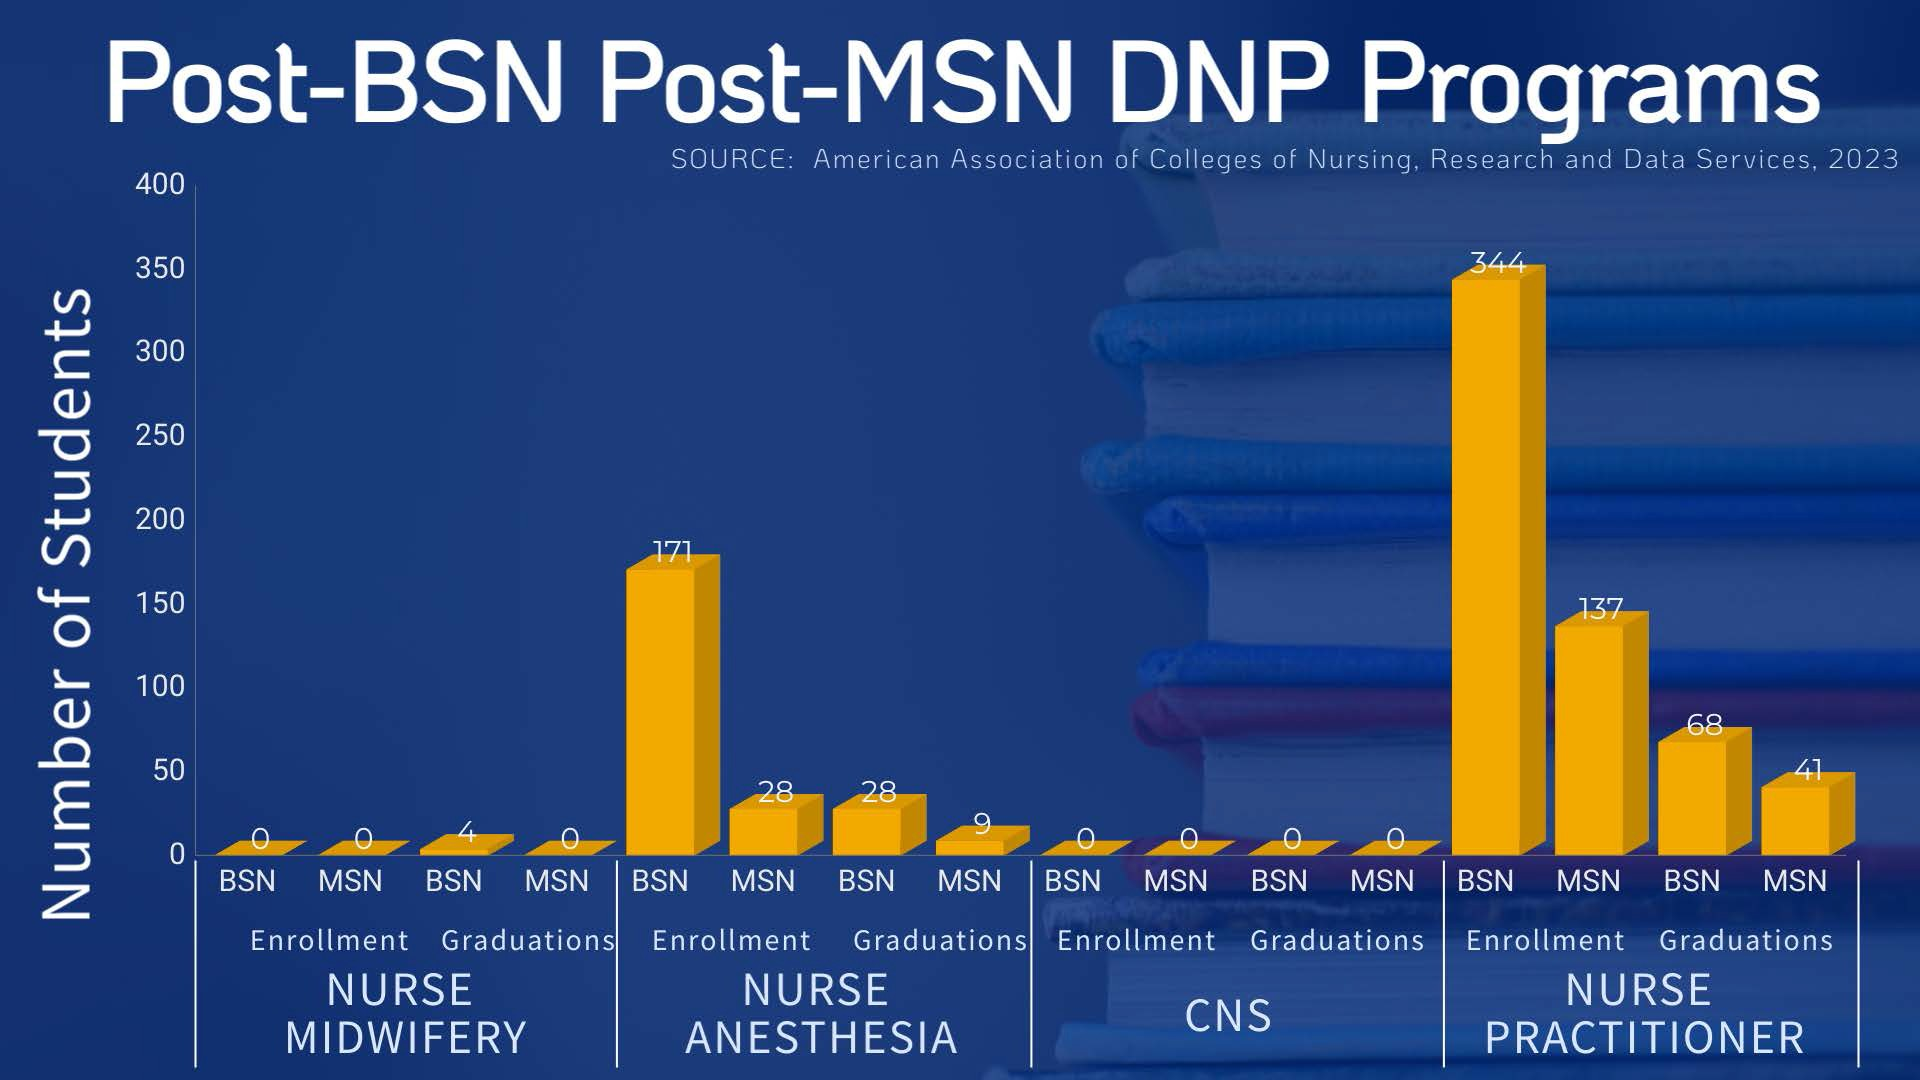 Post-BSN Post-MSN DNP Programs
SOURCE: American Association of Colleges of Nursing, Research and Data Services, 2023
Number of Students
400
350
300
250
200
150
100
50
0
0 0 4 0 171 28 28 9 0 0 0 0 344 137 68 41
BSN MSN BSN MSN BSN MSN BSN MSN BSN MSN BSN MSN BSN MSN BSN MSN
Enrollment Graduations Enrollment Graduations Enrollment Graduations Enrollment Graduations
NURSE
MIDWIFERY
NURSE
ANESTHESIA
CNS
NURSE
PRACTITIONER